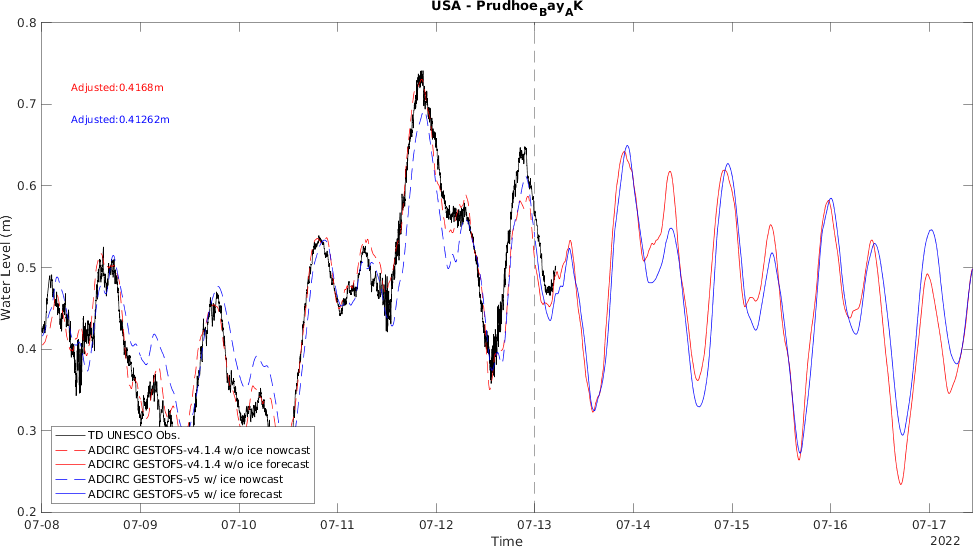 USA - Prudhoe_Bay_AK
0.8
0.7
0.6
0.5
0.4
0.3
0.2
Water Level (m)
Adjusted:0.4168m
Adjusted:0.41262m
TD UNESCO Obs.
ADCIRC GESTOFS-v4.1.4 w/o ice nowcast
ADCIRC GESTOFS-v4.1.4 w/o ice forecast
ADCIRC GESTOFS-v5 w/ ice nowcast
ADCIRC GESTOFS-v5 w/ ice forecast
07-08 07-09 07-10 07-11 07-12 07-13 07-14 07-15 07-16 07-17
Time
2022